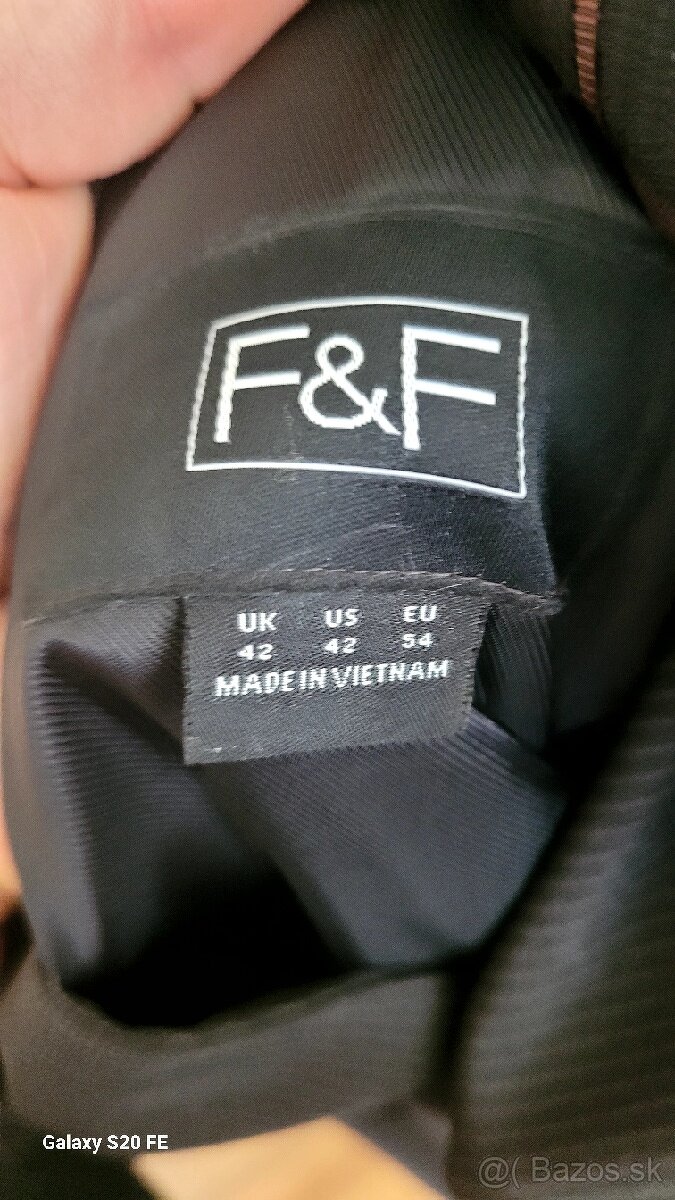 F&F
UK US EU
42 42 54
MADE IN VIETNAM
Galaxy S20 FE
@( Bazos.sk